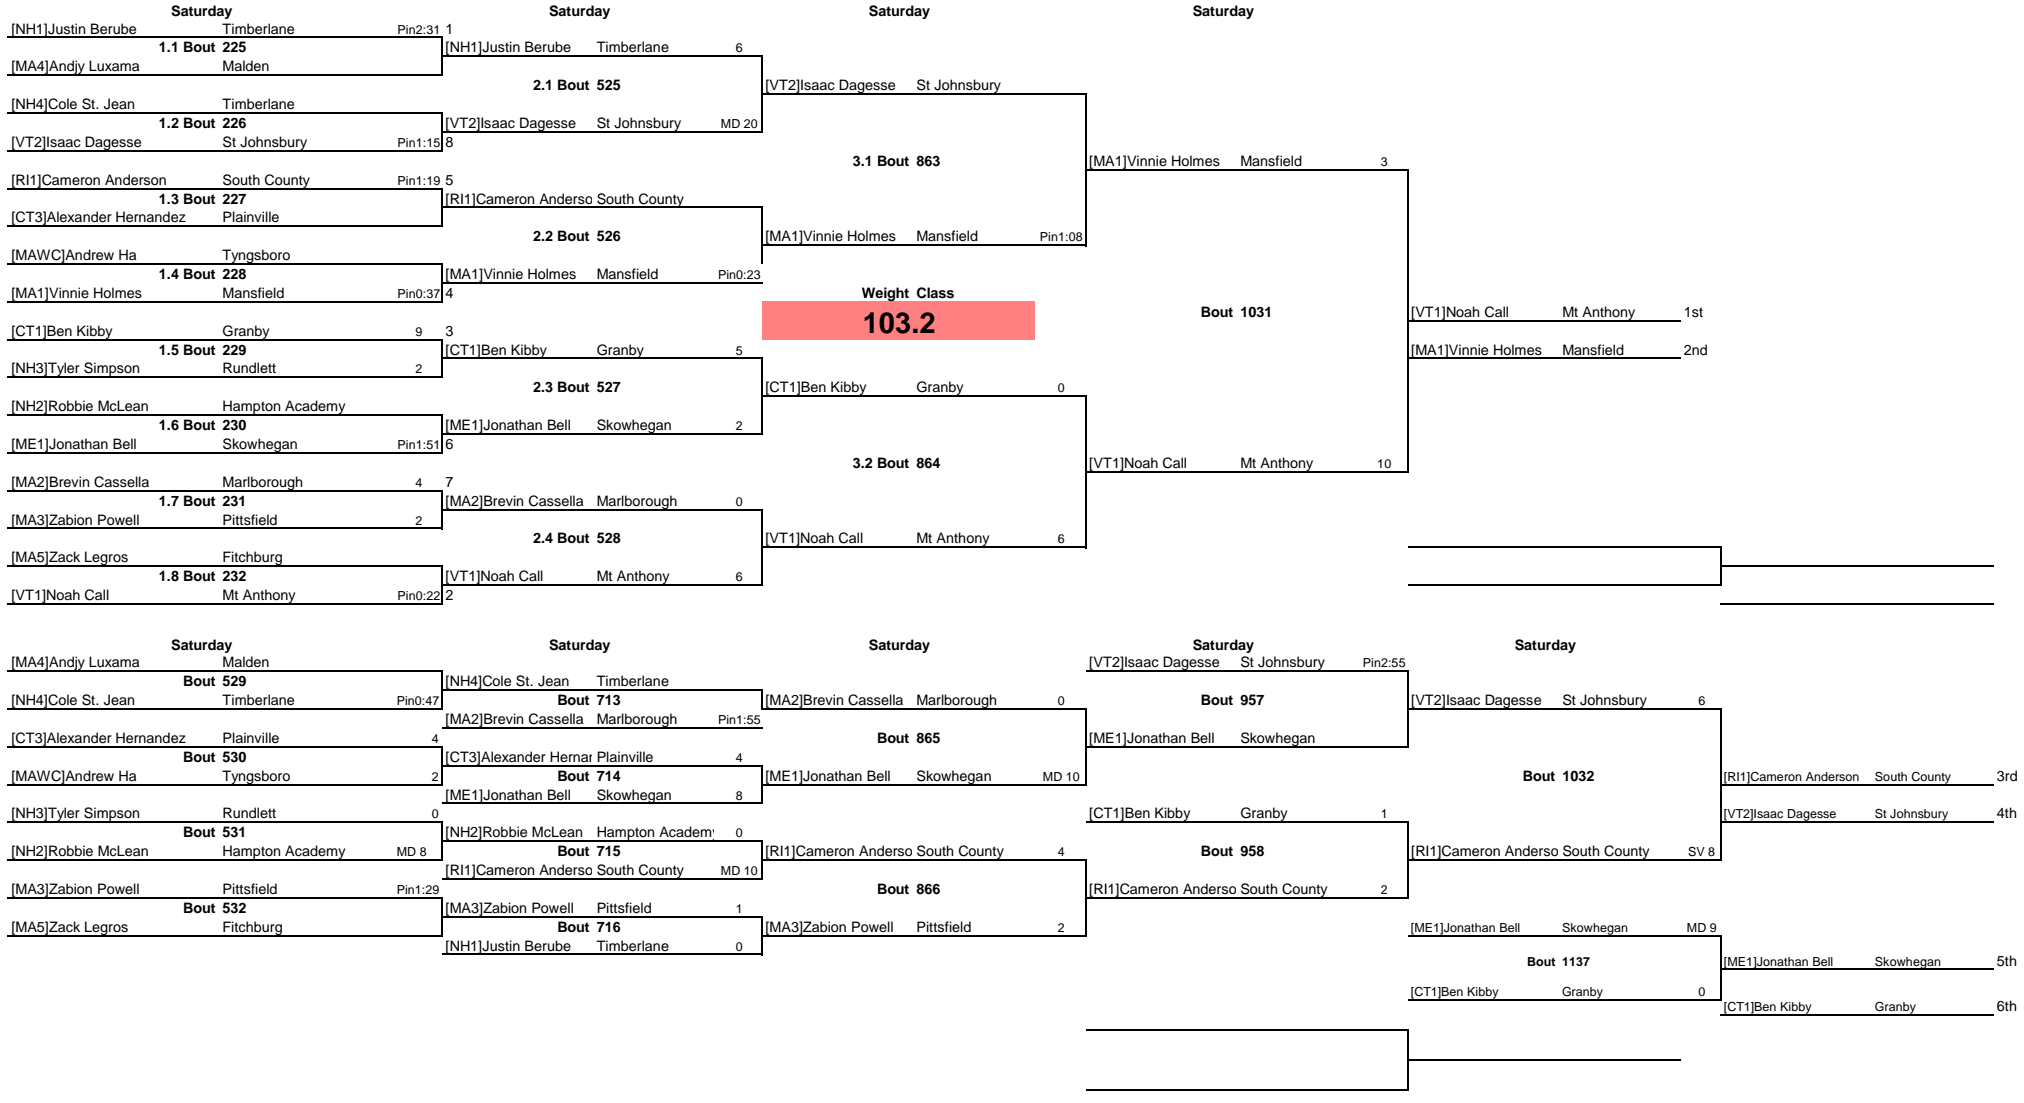 Saturday Saturday Saturday Saturday
[NH1]Justin Berube Timberlane Pin2:31 1
1.1 Bout 225 [NH1]Justin Berube Timberlane 6
[MA4]Andjy Luxama Malden
2.1 Bout 525 [VT2]Isaac Dagesse St Johnsbury
[NH4]Cole St. Jean Timberlane
1.2 Bout 226 [VT2]Isaac Dagesse St Johnsbury MD 20
[VT2]Isaac Dagesse St Johnsbury Pin1:15 8
3.1 Bout 863 [MA1]Vinnie Holmes Mansfield 3
[RI1]Cameron Anderson South County Pin1:19 5
1.3 Bout 227 [RI1]Cameron Anderso South County
[CT3]Alexander Hernandez Plainville
2.2 Bout 526 [MA1]Vinnie Holmes Mansfield Pin1:08
[MAWC]Andrew Ha Tyngsboro
1.4 Bout 228 [MA1]Vinnie Holmes Mansfield Pin0:23
[MA1]Vinnie Holmes Mansfield Pin0:37 4 Weight Class
Bout 1031 [VT1]Noah Call Mt Anthony 1st
[CT1]Ben Kibby Granby 9 3 103.2
1.5 Bout 229 [CT1]Ben Kibby Granby 5 [MA1]Vinnie Holmes Mansfield 2nd
[NH3]Tyler Simpson Rundlett 2
2.3 Bout 527 [CT1]Ben Kibby Granby 0
[NH2]Robbie McLean Hampton Academy
1.6 Bout 230 [ME1]Jonathan Bell Skowhegan 2
[ME1]Jonathan Bell Skowhegan Pin1:51 6
3.2 Bout 864 [VT1]Noah Call Mt Anthony 10
[MA2]Brevin Cassella Marlborough 4 7
1.7 Bout 231 [MA2]Brevin Cassella Marlborough 0
[MA3]Zabion Powell Pittsfield 2
2.4 Bout 528 [VT1]Noah Call Mt Anthony 6
[MA5]Zack Legros Fitchburg
1.8 Bout 232 [VT1]Noah Call Mt Anthony 6
[VT1]Noah Call Mt Anthony Pin0:22 2
Saturday Saturday Saturday Saturday Saturday
[MA4]Andjy Luxama Malden [VT2]Isaac Dagesse St Johnsbury Pin2:55
Bout 529 [NH4]Cole St. Jean Timberlane
[NH4]Cole St. Jean Timberlane Pin0:47 Bout 713 [MA2]Brevin Cassella Marlborough 0 Bout 957 [VT2]Isaac Dagesse St Johnsbury 6
[MA2]Brevin Cassella Marlborough Pin1:55
[CT3]Alexander Hernandez Plainville 4 Bout 865 [ME1]Jonathan Bell Skowhegan
Bout 530 [CT3]Alexander Hernar Plainville 4
[MAWC]Andrew Ha Tyngsboro 2 Bout 714 [ME1]Jonathan Bell Skowhegan MD 10 Bout 1032 [RI1]Cameron Anderson South County 3rd
[ME1]Jonathan Bell Skowhegan 8
[NH3]Tyler Simpson Rundlett 0 [CT1]Ben Kibby Granby 1 [VT2]Isaac Dagesse St Johnsbury 4th
Bout 531 [NH2]Robbie McLean Hampton Academy 0
[NH2]Robbie McLean Hampton Academy MD 8 Bout 715 [RI1]Cameron Anderso South County 4 Bout 958 [RI1]Cameron Anderso South County SV 8
[RI1]Cameron Anderso South County MD 10
[MA3]Zabion Powell Pittsfield Pin1:29 Bout 866 [RI1]Cameron Anderso South County 2
Bout 532 [MA3]Zabion Powell Pittsfield 1
[MA5]Zack Legros Fitchburg Bout 716 [MA3]Zabion Powell Pittsfield 2 [ME1]Jonathan Bell Skowhegan MD 9
[NH1]Justin Berube Timberlane 0
Bout 1137 [ME1]Jonathan Bell Skowhegan 5th
[CT1]Ben Kibby Granby 0
[CT1]Ben Kibby Granby 6th